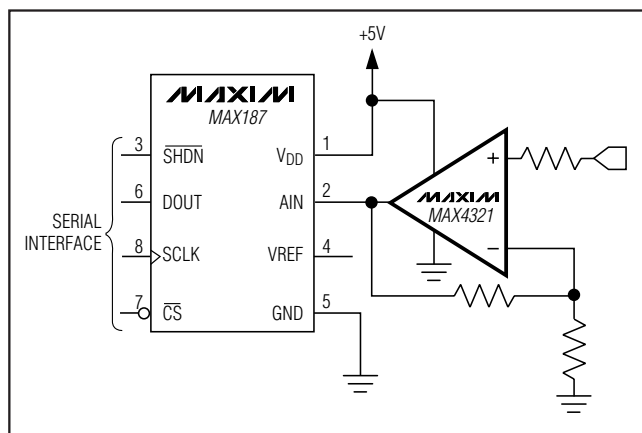 +5V
MAXIM
MAX187
3 SHDN
VDD 1
6 DOUT
AIN 2
SERIAL
INTERFACE
8 SCLK
VREF 4
7 CS
GND 5
+
MAXIM
MAX4321
−